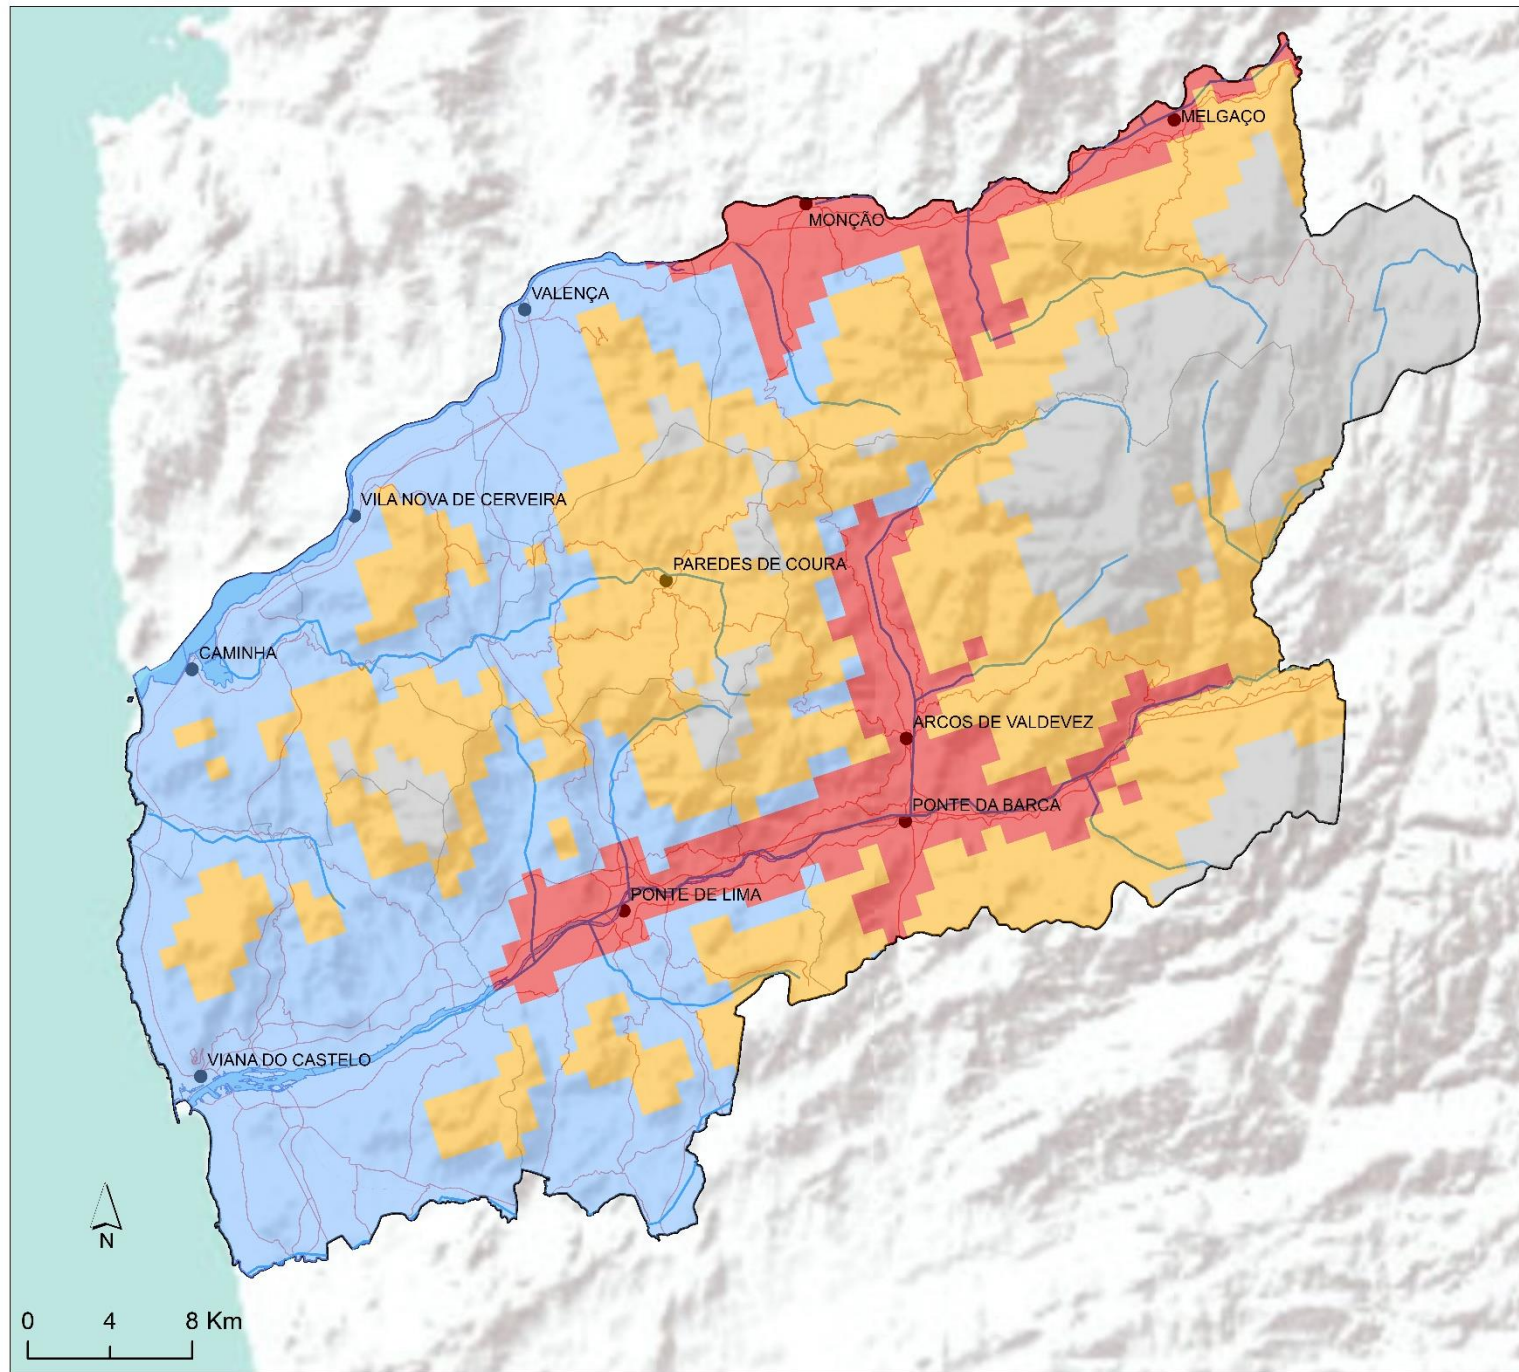 MELGAÇO
MONÇÃO
VALENÇA
VILA NOVA DE CERVEIRA
PAREDES DE COURA
CAMINHA
ARCOS DE VALDEVEZ
PONTE DA BARCA
PONTE DE LIMA
VIANA DO CASTELO
N
0 4 8 Km